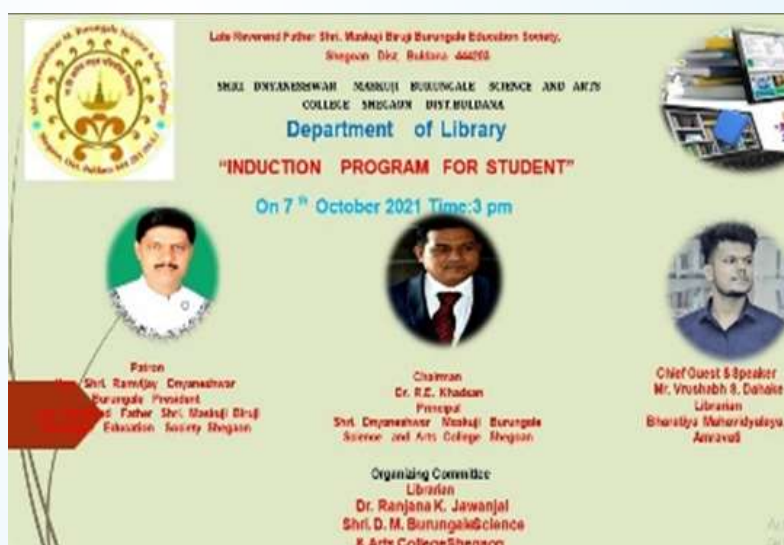 Late Reverend Father Shri. Maskuji Biruji Burungale Education Society,
Shegaon Dist. Buldana 444203
SHRI. DNYANESHWAR MASKUJI BURUNGALE SCIENCE AND ARTS
COLLEGE SHEGAON DIST.BULDANA
Department of Library
"INDUCTION PROGRAM FOR STUDENT"
On 7 th October 2021 Time:3 pm
Patron
Shri. Ramvijay Dnyaneshwar
Burungale President
Father Shri. Maskuji Biruji
Education Society Shegaon
Chairman
Dr. R.E. Khadsan
Principal
Shri. Dnyaneshwar Maskuji Burungale
Science and Arts College Shegaon
Chief Guest & Speaker
Mr. Vrushabh S. Dahake
Librarian
Bharatiya Mahavidyalaya
Amravati
Organizing Committee
Librarian
Dr. Ranjana K. Jawanjal
Shri. D. M. BurungaleScience
& Arts CollegeShegaon